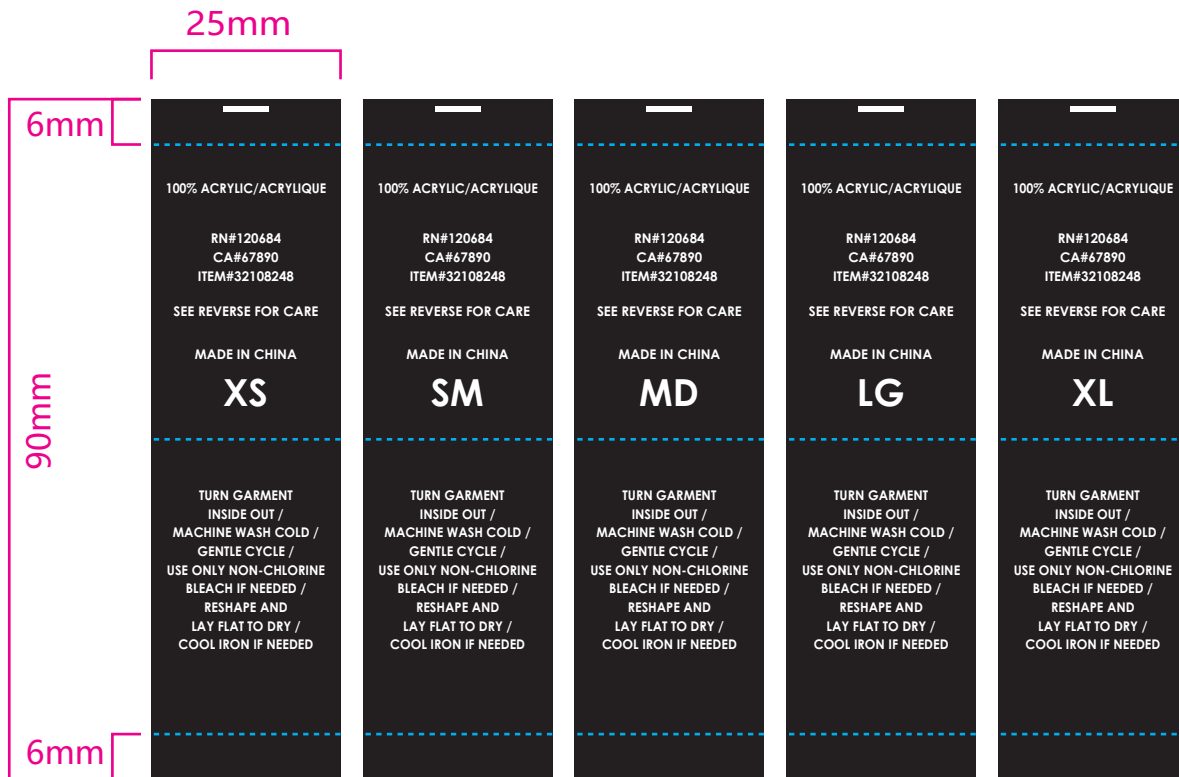 25mm
6mm
90mm
6mm
100% ACRYLIC/ACRYLIQUE
RN#120684
CA#67890
ITEM#32108248
SEE REVERSE FOR CARE
MADE IN CHINA
XS
TURN GARMENT
INSIDE OUT /
MACHINE WASH COLD /
GENTLE CYCLE /
USE ONLY NON-CHLORINE
BLEACH IF NEEDED /
RESHAPE AND
LAY FLAT TO DRY /
COOL IRON IF NEEDED
100% ACRYLIC/ACRYLIQUE
RN#120684
CA#67890
ITEM#32108248
SEE REVERSE FOR CARE
MADE IN CHINA
SM
TURN GARMENT
INSIDE OUT /
MACHINE WASH COLD /
GENTLE CYCLE /
USE ONLY NON-CHLORINE
BLEACH IF NEEDED /
RESHAPE AND
LAY FLAT TO DRY /
COOL IRON IF NEEDED
100% ACRYLIC/ACRYLIQUE
RN#120684
CA#67890
ITEM#32108248
SEE REVERSE FOR CARE
MADE IN CHINA
MD
TURN GARMENT
INSIDE OUT /
MACHINE WASH COLD /
GENTLE CYCLE /
USE ONLY NON-CHLORINE
BLEACH IF NEEDED /
RESHAPE AND
LAY FLAT TO DRY /
COOL IRON IF NEEDED
100% ACRYLIC/ACRYLIQUE
RN#120684
CA#67890
ITEM#32108248
SEE REVERSE FOR CARE
MADE IN CHINA
LG
TURN GARMENT
INSIDE OUT /
MACHINE WASH COLD /
GENTLE CYCLE /
USE ONLY NON-CHLORINE
BLEACH IF NEEDED /
RESHAPE AND
LAY FLAT TO DRY /
COOL IRON IF NEEDED
100% ACRYLIC/ACRYLIQUE
RN#120684
CA#67890
ITEM#32108248
SEE REVERSE FOR CARE
MADE IN CHINA
XL
TURN GARMENT
INSIDE OUT /
MACHINE WASH COLD /
GENTLE CYCLE /
USE ONLY NON-CHLORINE
BLEACH IF NEEDED /
RESHAPE AND
LAY FLAT TO DRY /
COOL IRON IF NEEDED